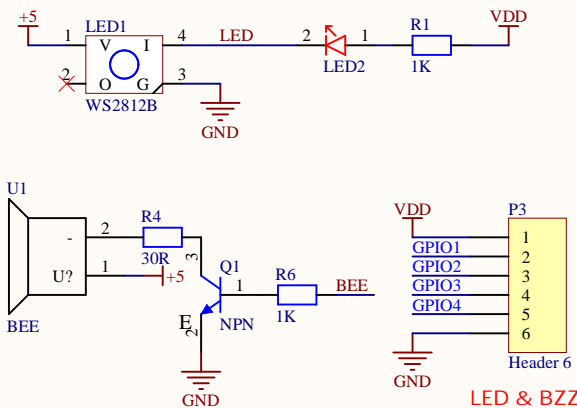 +5
LED1
VDD
1
V
I
4
LED
2
1
R1
2
O
G
3
LED2
1K
WS2812B
GND
U1
R4
VDD
P3
-
2
3
Q1
R6
GPIO1
1
30R
GPIO2
2
U?
1
+5
1
BEE
GPIO3
3
GPIO4
4
BEE
E
2
NPN
1K
5
6
GND
GND
Header 6
LED & BZZ